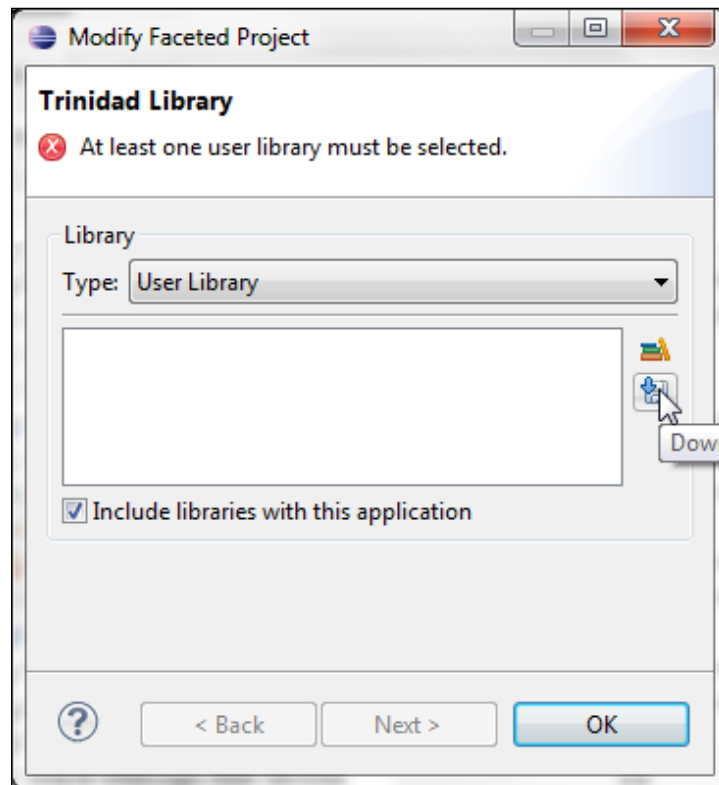 Modify Faceted Project
Trinidad Library
At least one user library must be selected.
Library
Type: User Library
Dow
Include libraries with this application
? < Back Next > OK